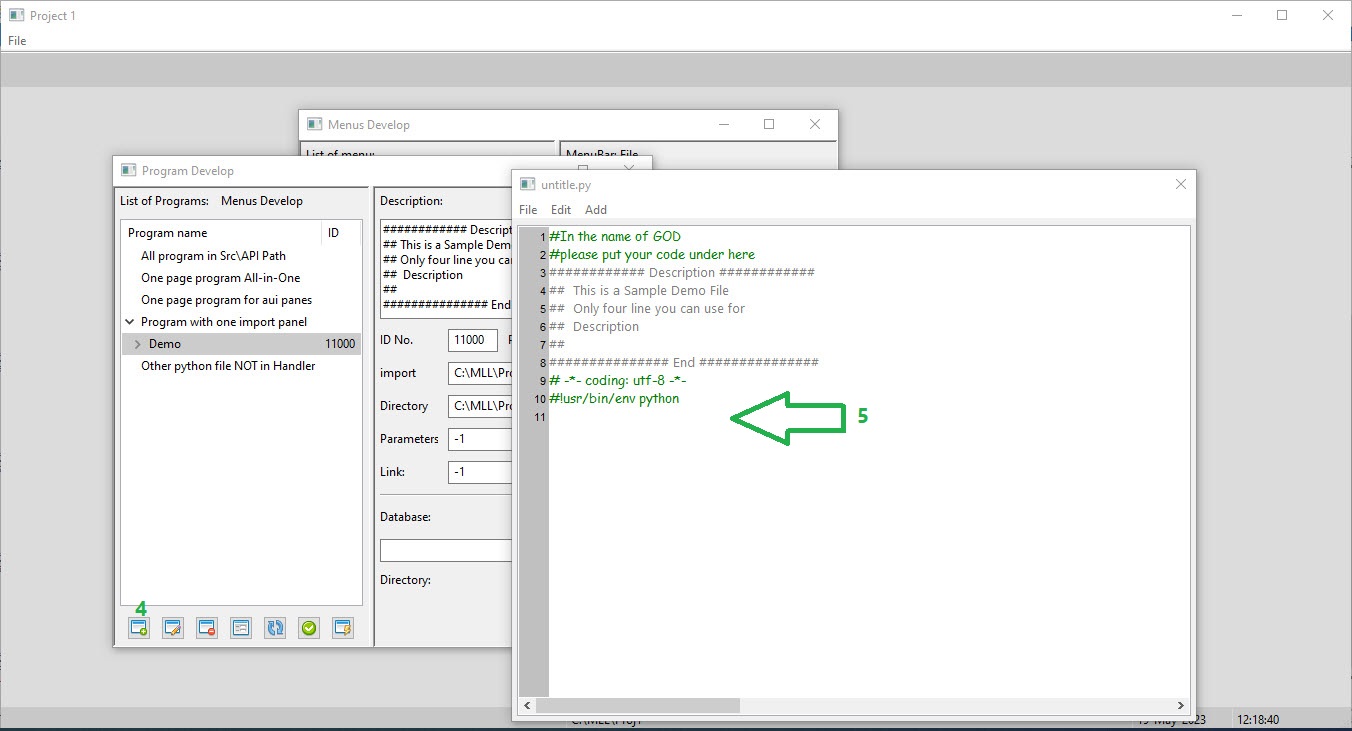 Project 1
File
Menus Develop
List of menu:
MenuBar: File
Program Develop
List of Programs: Menus Develop
Program name ID
All program in Src\API Path
One page program All-in-One
One page program for aui panes
Program with one import panel
Demo 11000
Other python file NOT in Handler
4
Description:
############ Descript
## This is a Sample Dem
## Only four line you ca
## Description
##
############### End
ID No. 11000
import C:\MLL\Pro
Directory C:\MLL\Pro
Parameters -1
Link: -1
Database:
Directory:
untitle.py
File Edit Add
1 #In the name of GOD
2 #please put your code under here
3 ############ Description ############
4 ## This is a Sample Demo File
5 ## Only four line you can use for
6 ## Description
7 ##
8 ############### End ###############
9 # -*- coding: utf-8 -*-
10 #!usr/bin/env python
11
5
C:\MLL\Proj1
19-May-2023 12:18:40